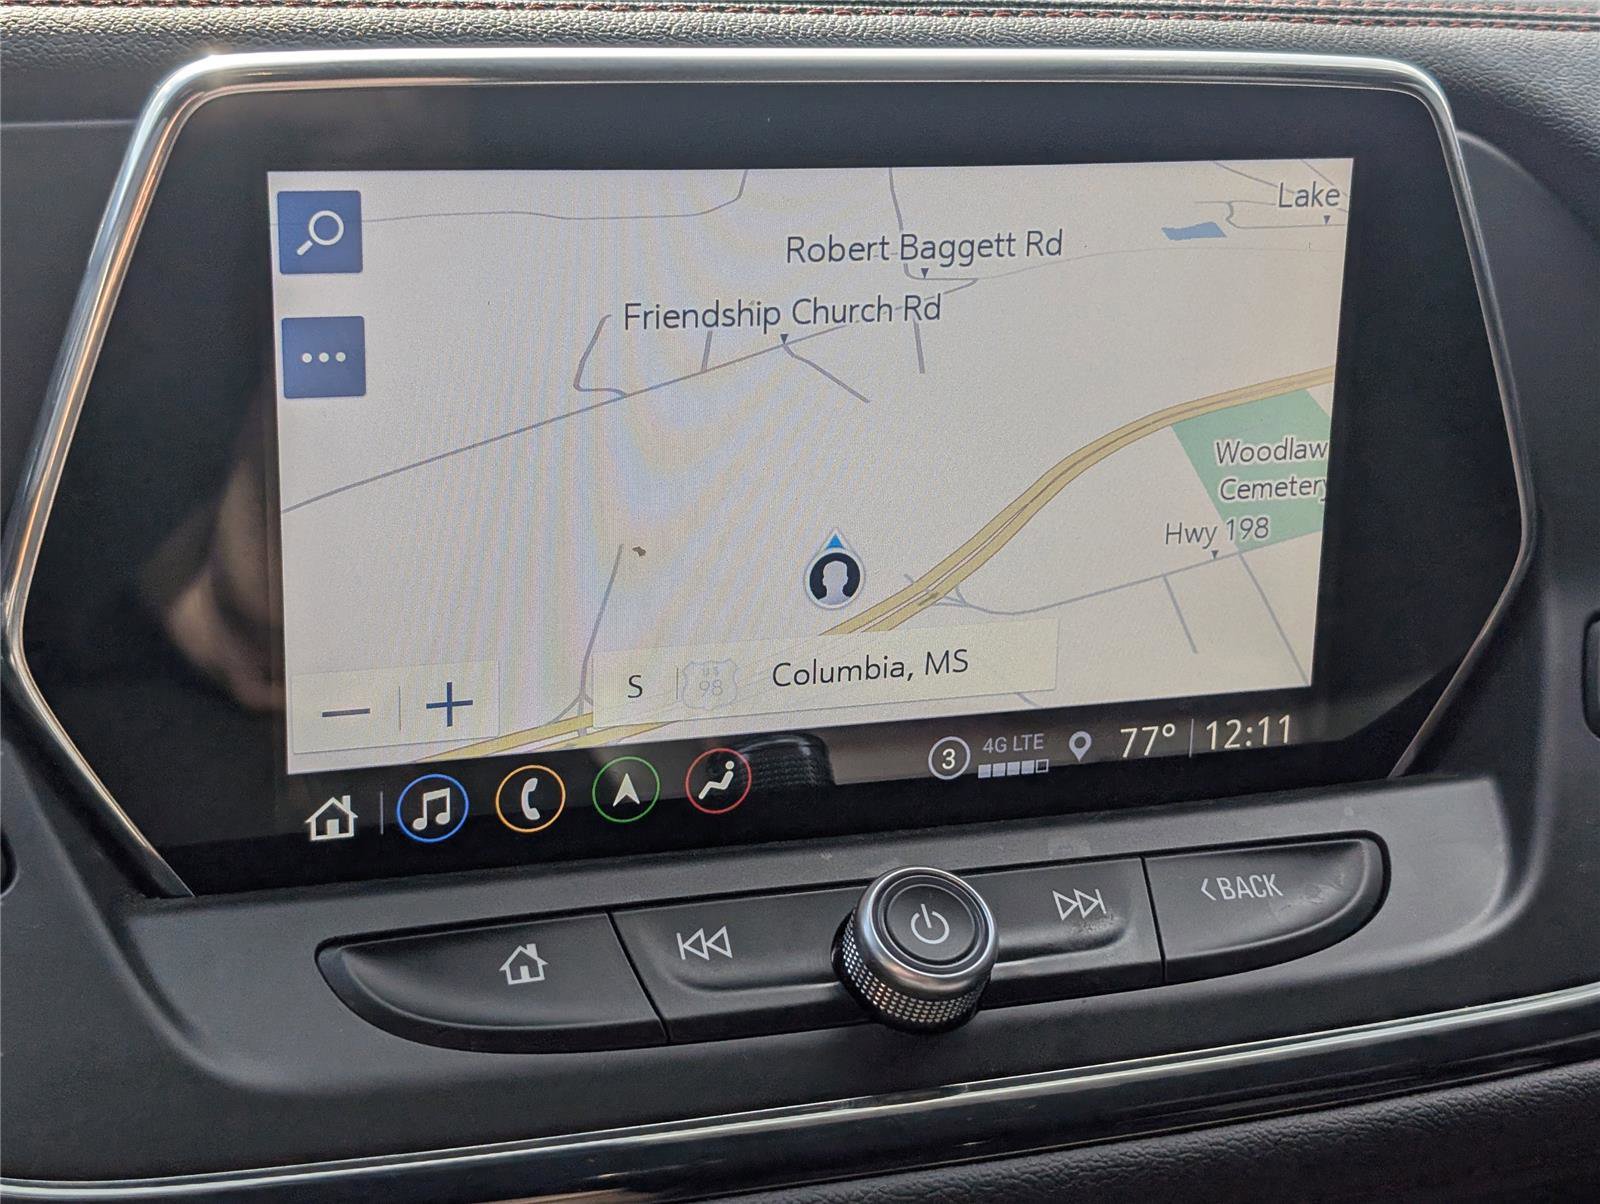 Lake
Robert Baggett Rd
Friendship Church Rd
Woodlaw
Cemetery
Hwy 198
S US 98 Columbia, MS
3 4G LTE 77° 12:11
BACK